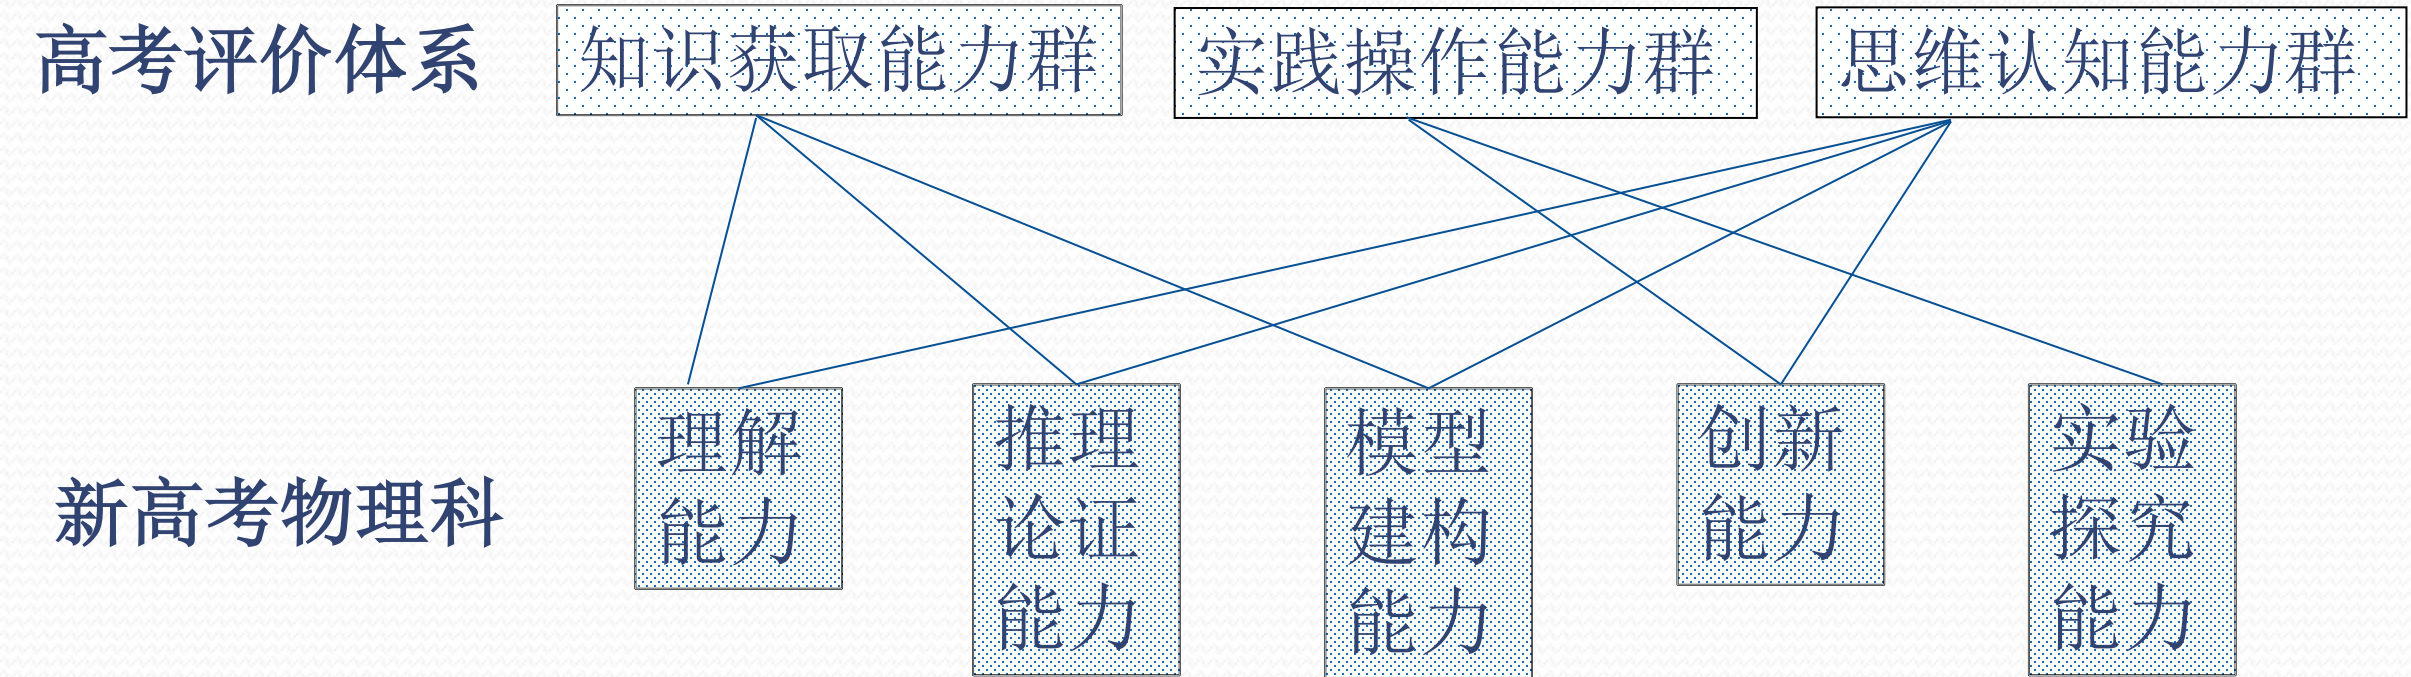 高考评价体系
知识获取能力群
实践操作能力群
思维认知能力群
新高考物理科
理解
能力
推理
论证
能力
模型
建构
能力
创新
能力
实验
探究
能力